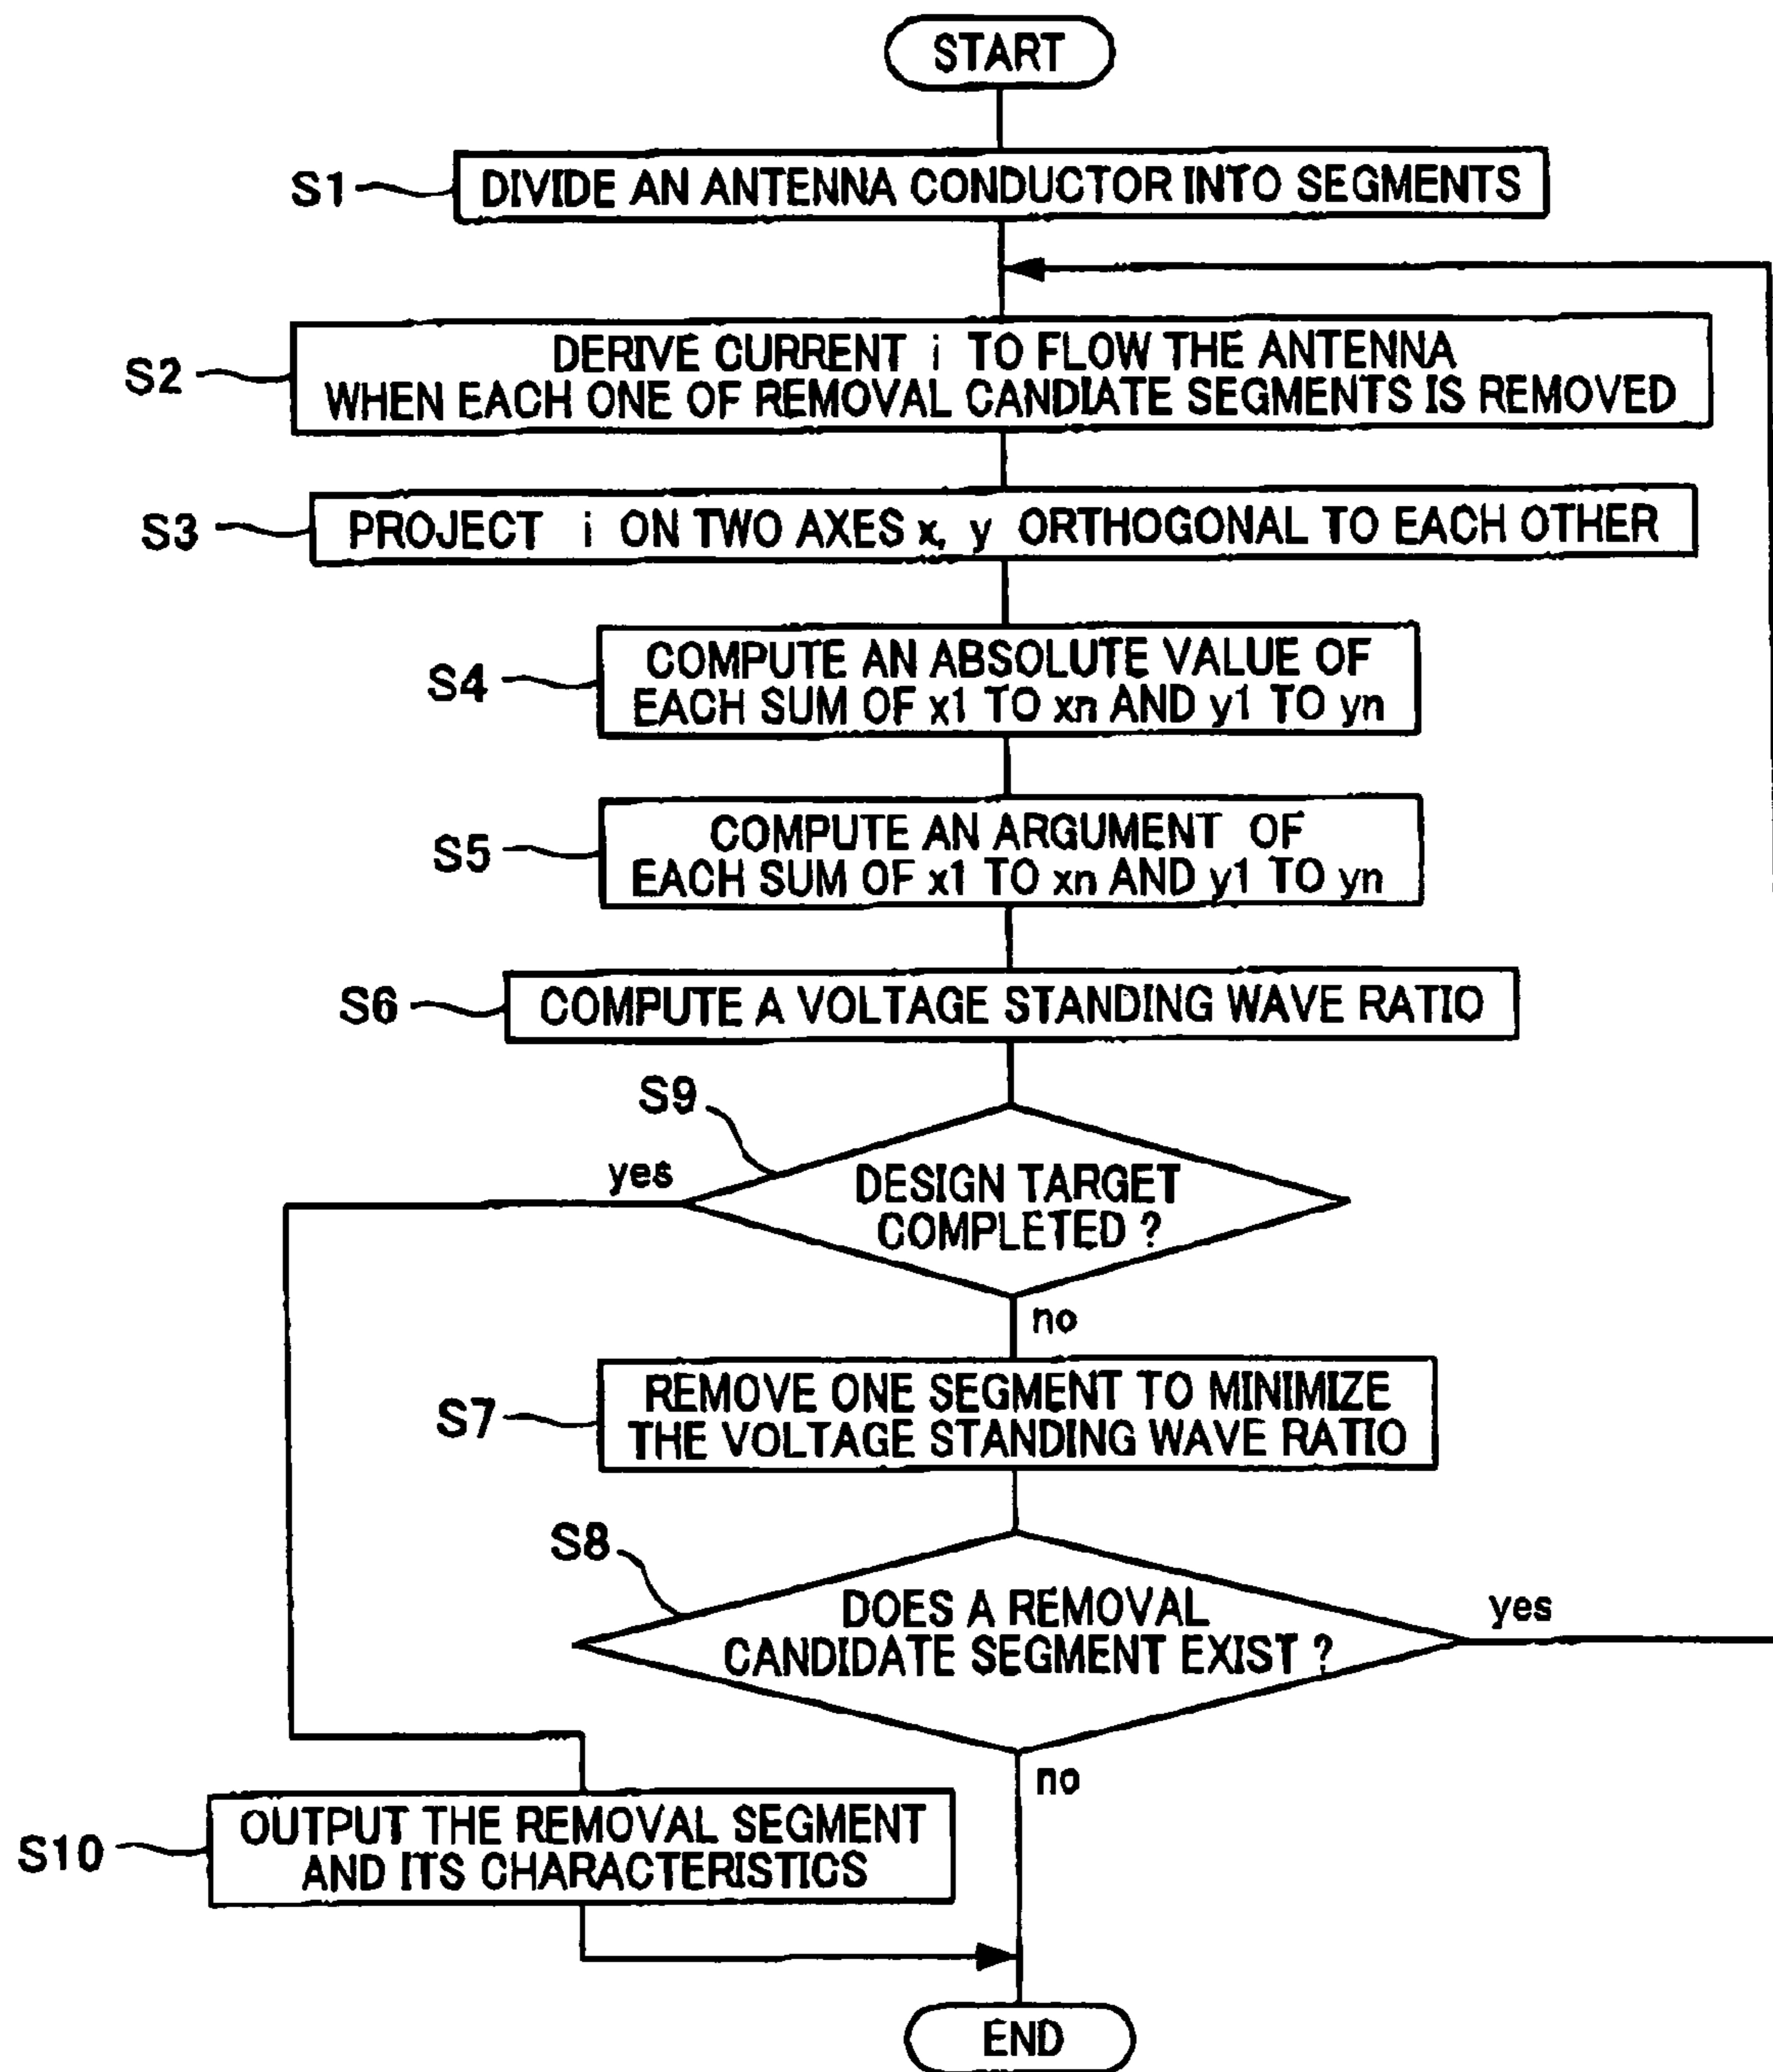 START
S1
DIVIDE AN ANTENNA CONDUCTOR INTO SEGMENTS
S2
DERIVE CURRENT i TO FLOW THE ANTENNA
WHEN EACH ONE OF REMOVAL CANDIATE SEGMENTS IS REMOVED
S3
PROJECT i ON TWO AXES x, y ORTHOGONAL TO EACH OTHER
S4
COMPUTE AN ABSOLUTE VALUE OF
EACH SUM OF x1 TO xn AND y1 TO yn
S5
COMPUTE AN ARGUMENT OF
EACH SUM OF x1 TO xn AND y1 TO yn
S6
COMPUTE A VOLTAGE STANDING WAVE RATIO
S9
yes
DESIGN TARGET
COMPLETED ?
no
S7
REMOVE ONE SEGMENT TO MINIMIZE
THE VOLTAGE STANDING WAVE RATIO
S8
DOES A REMOVAL
CANDIDATE SEGMENT EXIST ?
yes
no
S10
OUTPUT THE REMOVAL SEGMENT
AND ITS CHARACTERISTICS
END